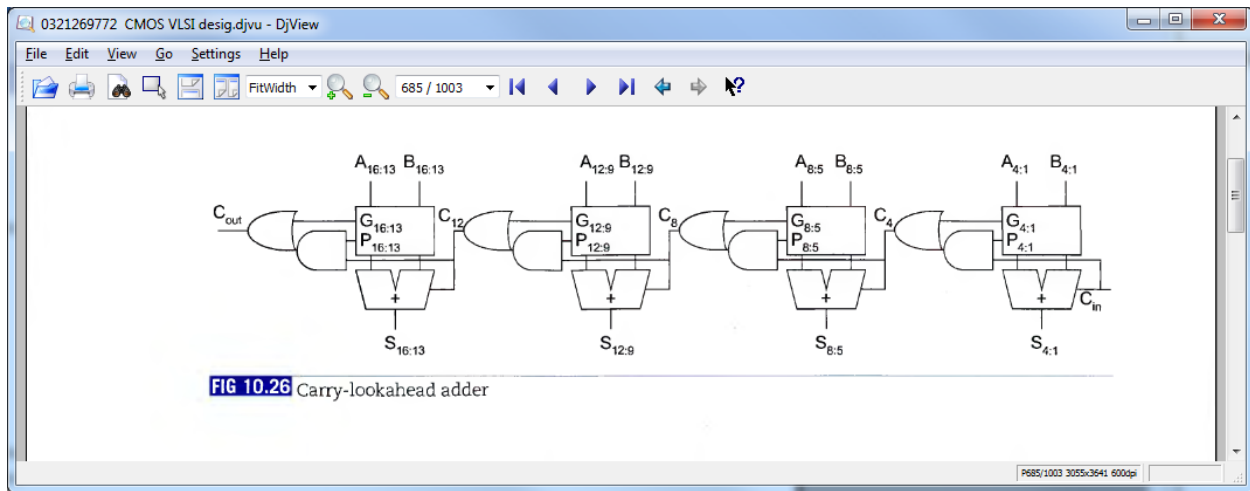 0321269772 CMOS VLSI desig.djvu - DjView
File Edit View Go Settings Help
FitWidth 685 / 1003
A16:13 B16:13 A12:9 B12:9 A8:5 B8:5 A4:1 B4:1
Cout G16:13 C12 G12:9 C8 G8:5 C4 G4:1
P16:13 P12:9 P8:5 P4:1
+ + + +
Cin
S16:13 S12:9 S8:5 S4:1
FIG 10.26 Carry-lookahead adder
P685/1003 3055x3641 600dpi